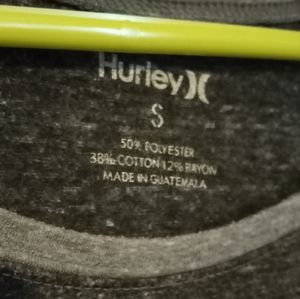 Hurley
S
50% POLYESTER
38% COTTON 12% RAYON
MADE IN GUATEMALA